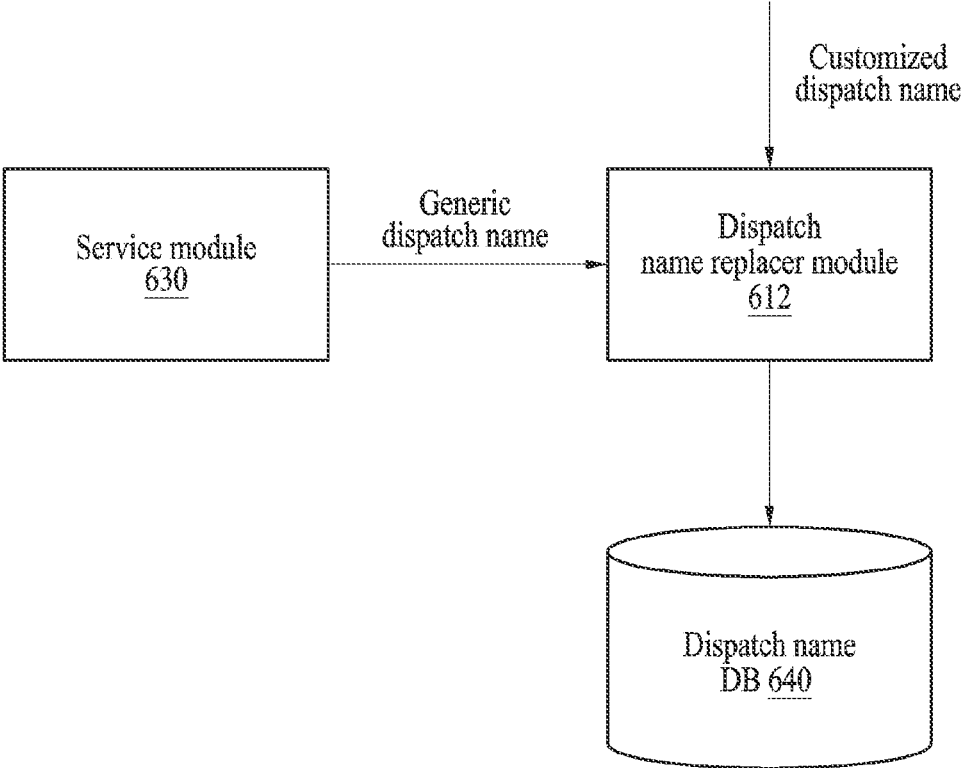 Customized
dispatch name
Service module
630
Generic
dispatch name
Dispatch
name replacer module
612
Dispatch name
DB 640